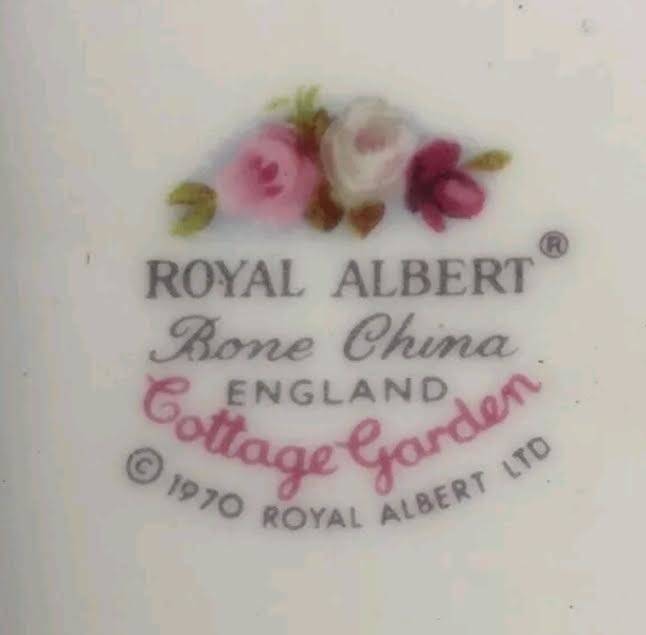 ROYAL ALBERT®
Bone China
ENGLAND
Cottage Garden
© 1970 ROYAL ALBERT LTD